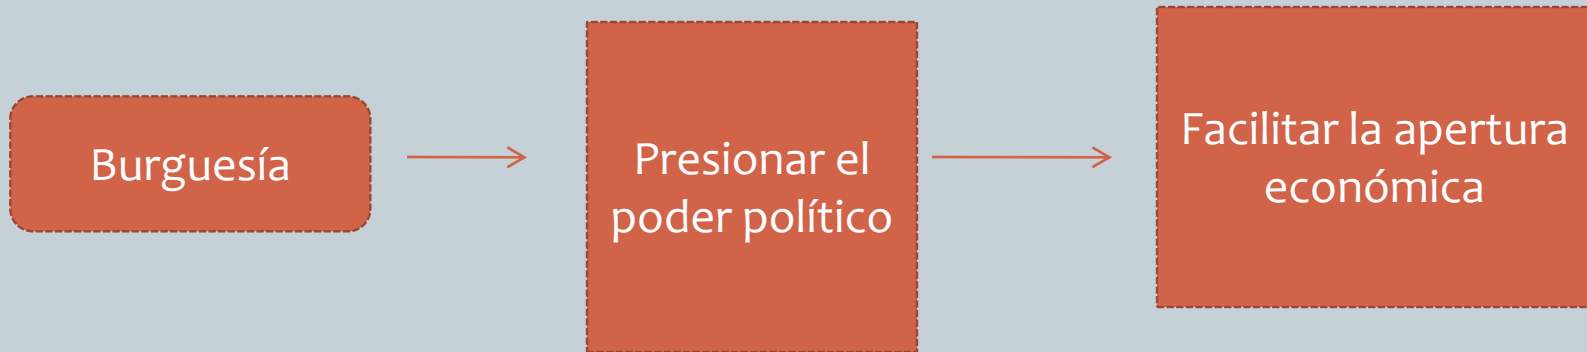 Burguesía
Presionar el
poder político
Facilitar la apertura
económica